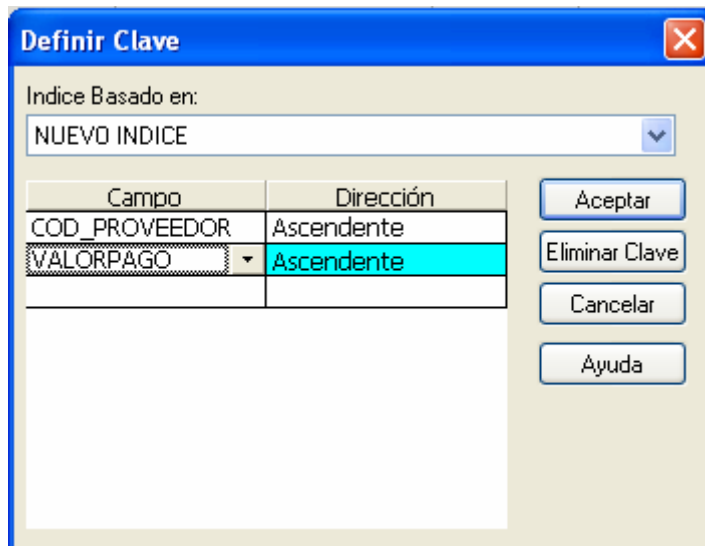 Definir Clave
Indice Basado en:
NUEVO INDICE
Campo Dirección
COD_PROVEEDOR Ascendente
VALORPAGO Ascendente
Aceptar
Eliminar Clave
Cancelar
Ayuda